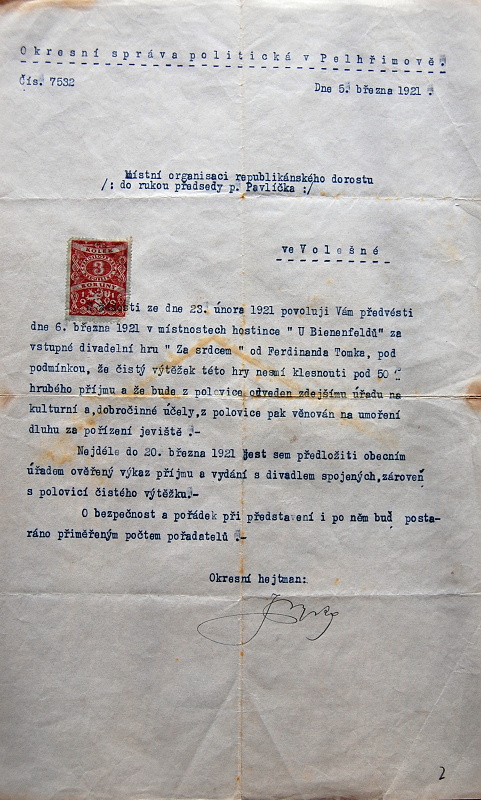 Okresní správa politická v Pelhřimově.
Čís. 7532
Dne 5. března 1921.
Místní organisaci republikánského dorostu
/: do rukou předsedy p. Pavlíčka :/
ve Volešné
KOLEK
3
KORUNY
ze dne 23. února 1921 povoluji Vám předvésti
dne 6. března 1921 v místnostech hostince " U Bienenfeldů" za
vstupné divadelní hru " Za srdcem " od Ferdinanda Tomka, pod
podmínkou, že čistý výtěžek této hry nesmí klesnouti pod 50 %
hrubého příjmu a že bude z polovice odveden zdejšímu úřadu na
kulturní a,dobročinné účely,z polovice pak věnován na umoření
dluhu za pořízení jeviště .-
Nejdéle do 20. března 1921 jest sem předložiti obecním
úřadem ověřený výkaz příjmu a vydání s divadlem spojených,zároveň
s polovicí čistého výtěžku.-
O bezpečnost a pořádek při představení i po něm buď posta-
ráno přiměřeným počtem pořadatelů .-
Okresní hejtman:
2